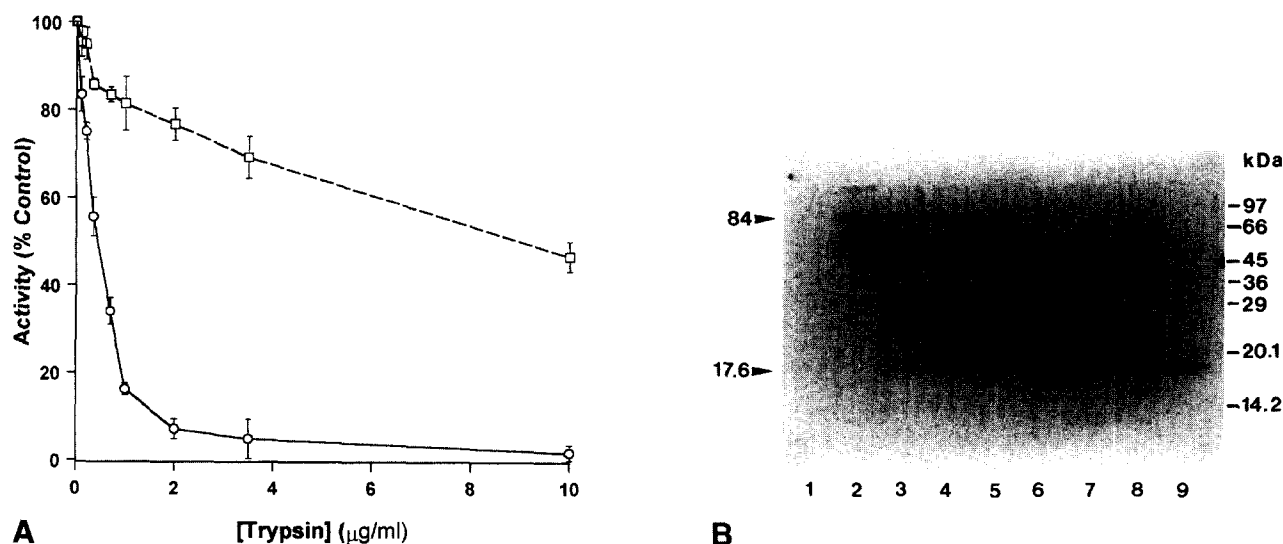 100
80
60
40
20
0
Activity (% Control)
0 2 4 6 8 10
[Trypsin] (μg/ml)
A
kDa
84
17.6
-97
-66
-45
-36
-29
-20.1
-14.2
1 2 3 4 5 6 7 8 9
B